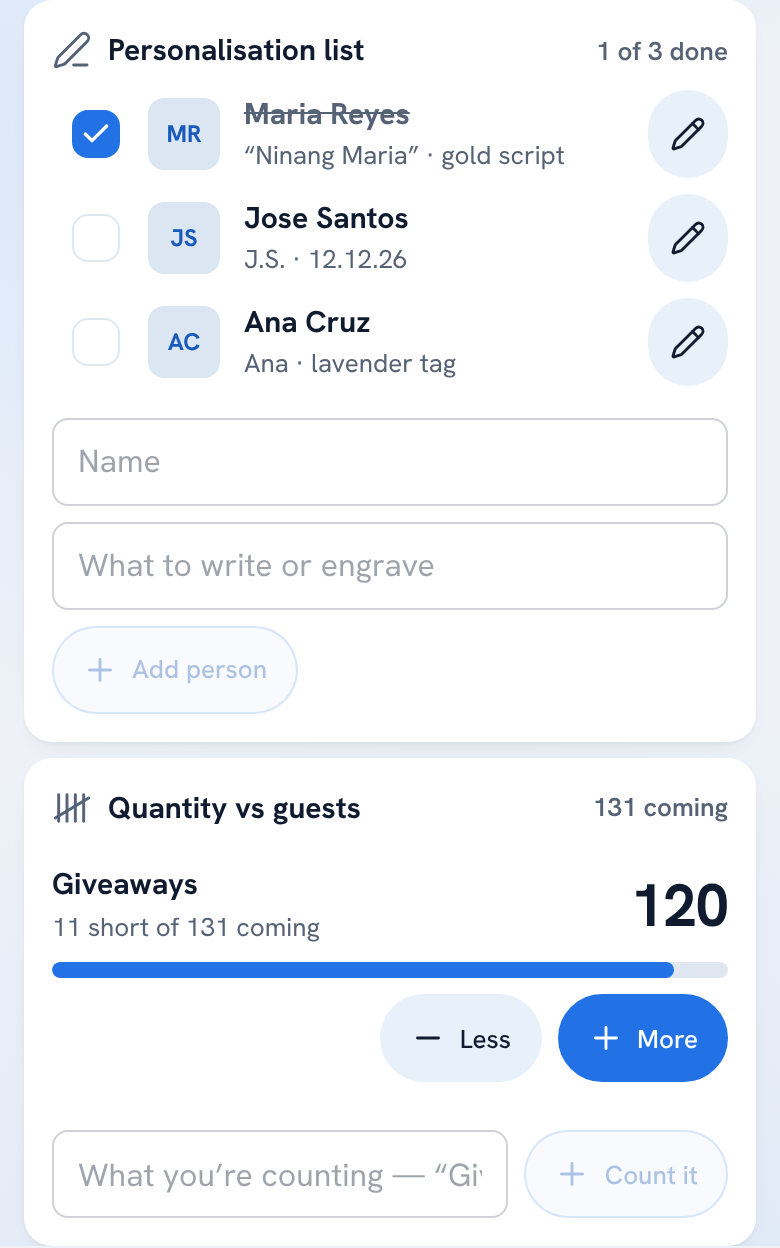 Personalisation list
1 of 3 done
MR
Maria Reyes
“Ninang Maria” · gold script
JS
Jose Santos
J.S. · 12.12.26
AC
Ana Cruz
Ana · lavender tag
Name
What to write or engrave
Add person
Quantity vs guests
131 coming
Giveaways
11 short of 131 coming
120
Less
More
What you’re counting — “Giv
Count it